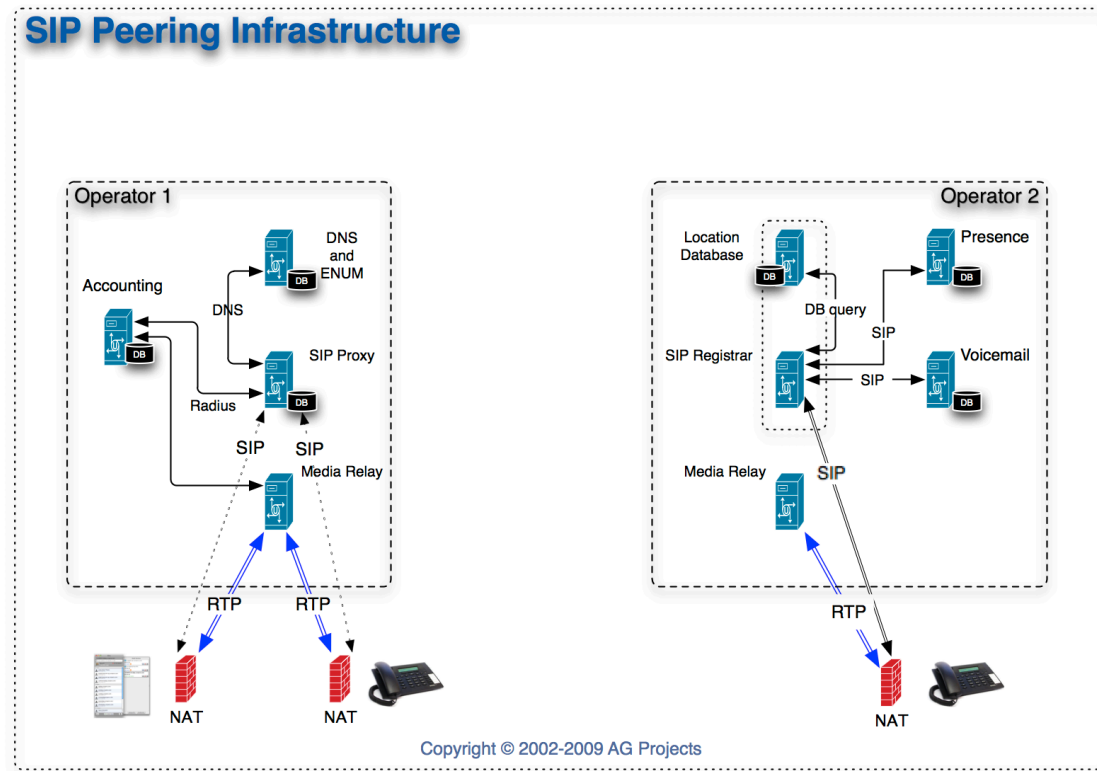 SIP Peering Infrastructure
Operator 1
DNS
and
ENUM
DB
Accounting
DNS
DB
SIP Proxy
Radius
DB
SIP
SIP
Media Relay
RTP
RTP
NAT
NAT
Operator 2
Location
Database
DB
Presence
DB
DB query
SIP
SIP Registrar
Voicemail
SIP
DB
Media Relay
SIP
RTP
NAT
Copyright © 2002-2009 AG Projects